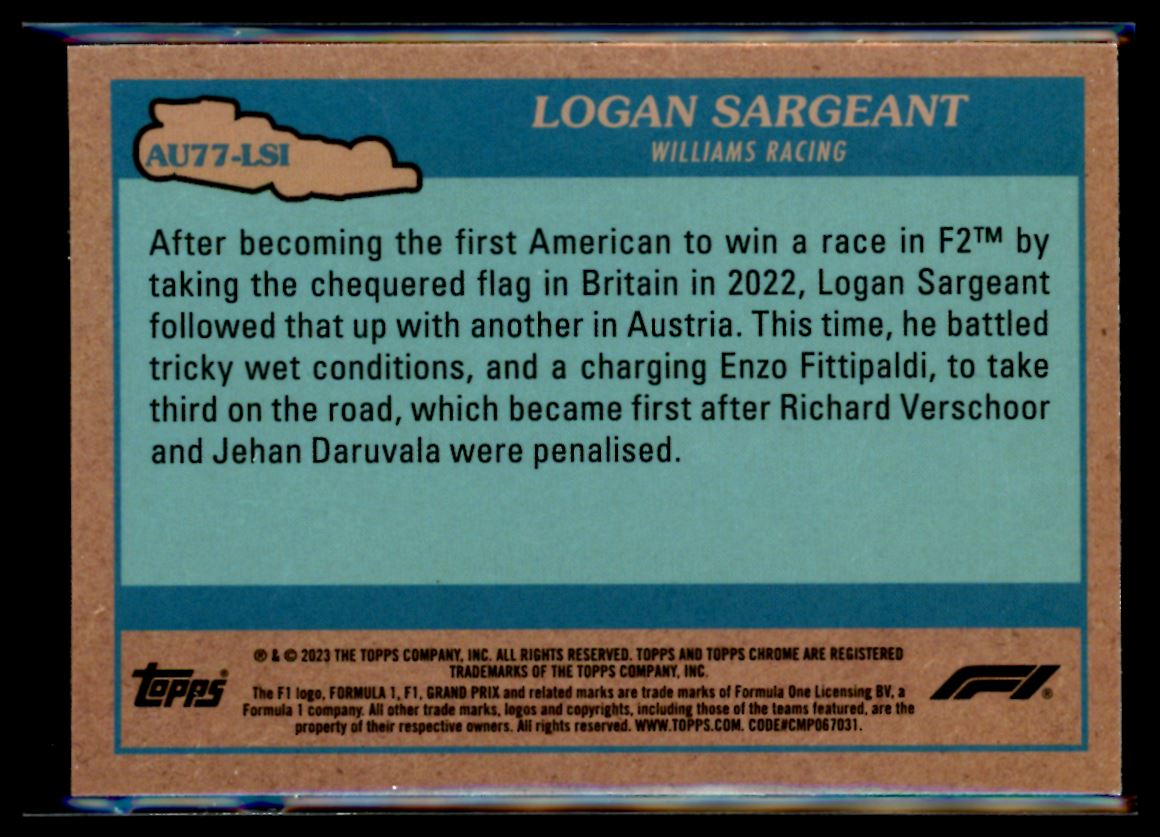 LOGAN SARGEANT
WILLIAMS RACING
AU77-LSI
After becoming the first American to win a race in F2™ by
taking the chequered flag in Britain in 2022, Logan Sargeant
followed that up with another in Austria. This time, he battled
tricky wet conditions, and a charging Enzo Fittipaldi, to take
third on the road, which became first after Richard Verschoor
and Jehan Daruvala were penalised.
® & © 2023 THE TOPPS COMPANY, INC. ALL RIGHTS RESERVED. TOPPS AND TOPPS CHROME ARE REGISTERED
TRADEMARKS OF THE TOPPS COMPANY, INC.
The F1 logo, FORMULA 1, F1, GRAND PRIX and related marks are trade marks of Formula One Licensing BV, a
Formula 1 company. All other trade marks, logos and copyrights, including those of the teams featured, are the
property of their respective owners. All rights reserved. WWW.TOPPS.COM. CODE#CMP067031.
Topps®
F1®